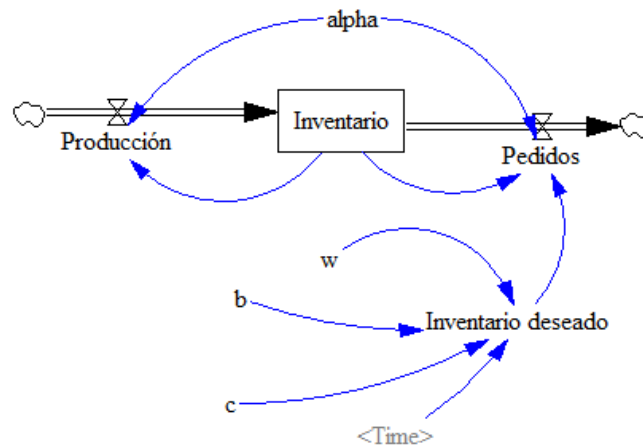 alpha
Inventario
Producción
Pedidos
w
b
Inventario deseado
c
<Time>